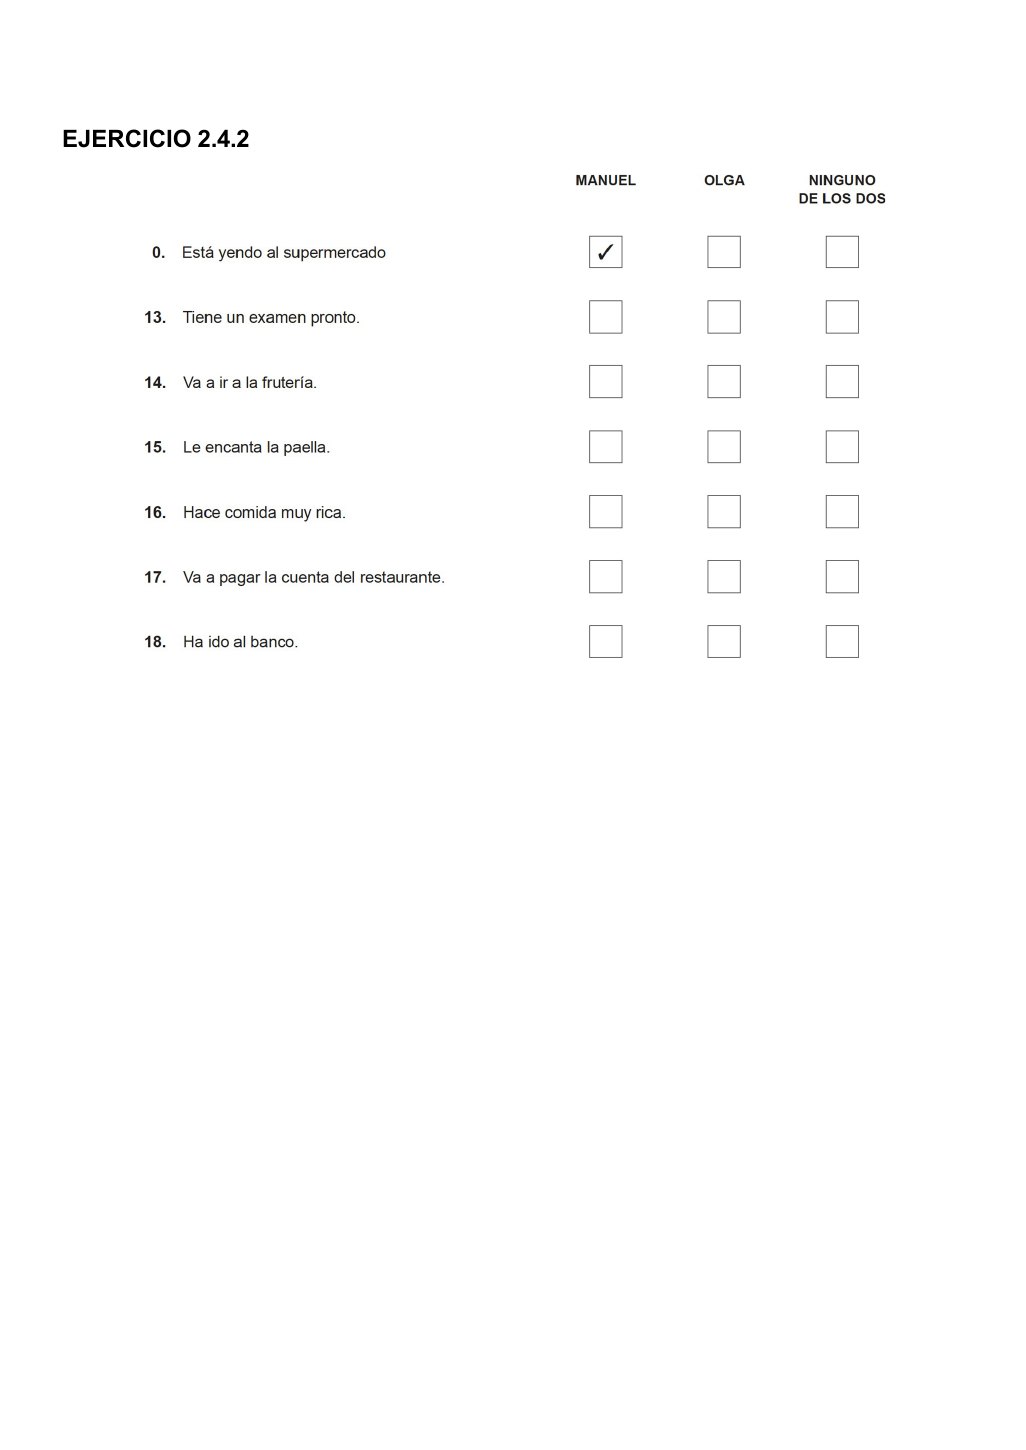 EJERCICIO 2.4.2
MANUEL OLGA NINGUNO
DE LOS DOS
0. Está yendo al supermercado ✓
13. Tiene un examen pronto.
14. Va a ir a la frutería.
15. Le encanta la paella.
16. Hace comida muy rica.
17. Va a pagar la cuenta del restaurante.
18. Ha ido al banco.